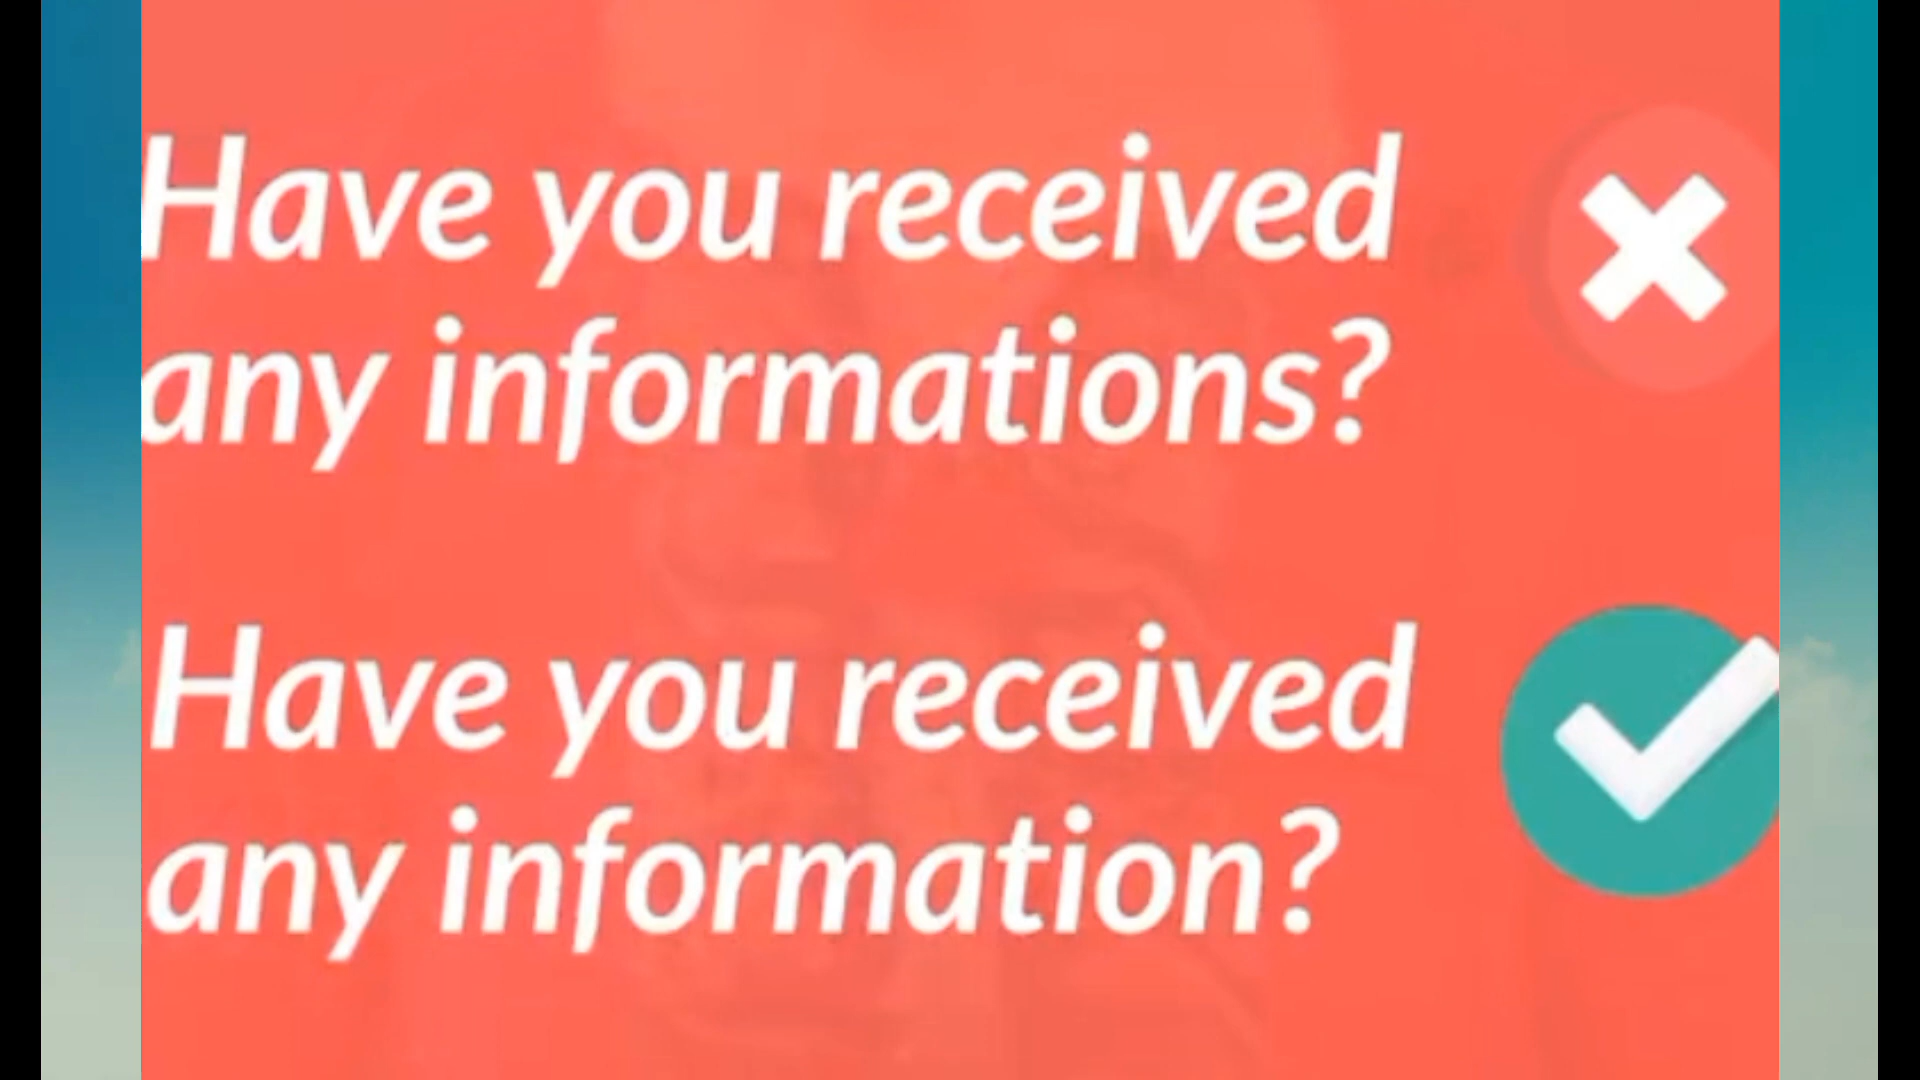 Have you received
any informations?
Have you received
any information?